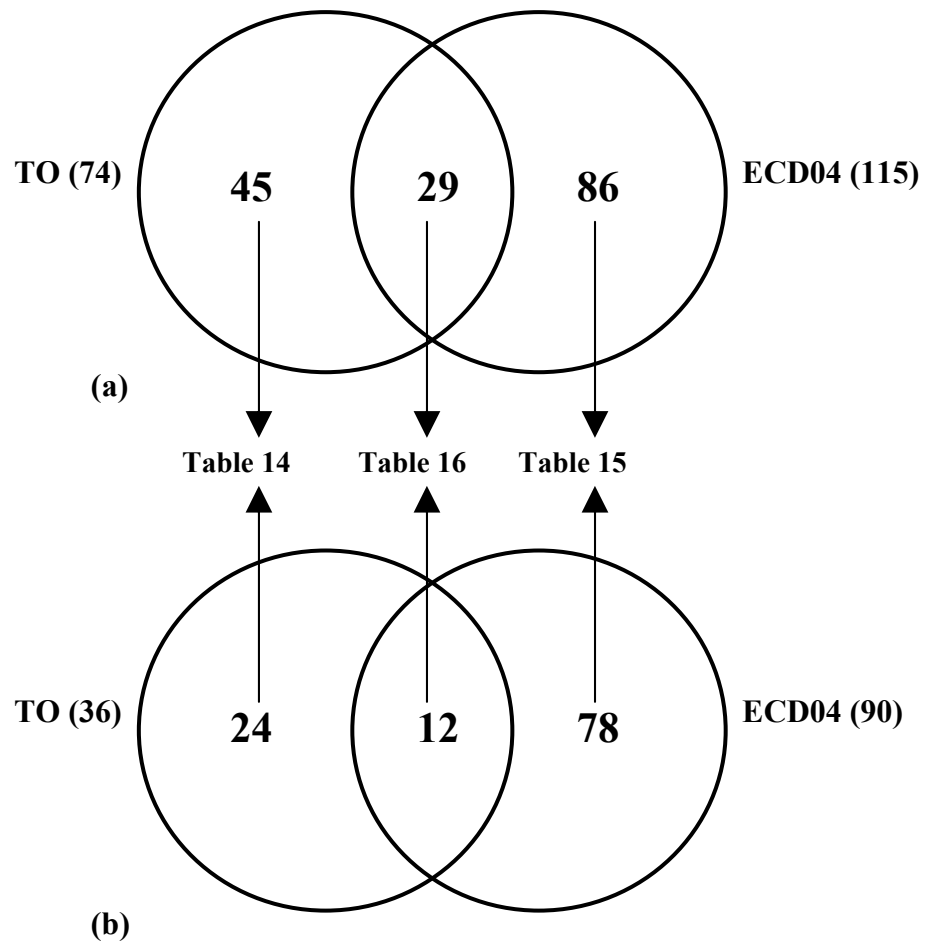 TO (74)
45
29
86
ECD04 (115)
(a)
Table 14
Table 16
Table 15
TO (36)
24
12
78
ECD04 (90)
(b)